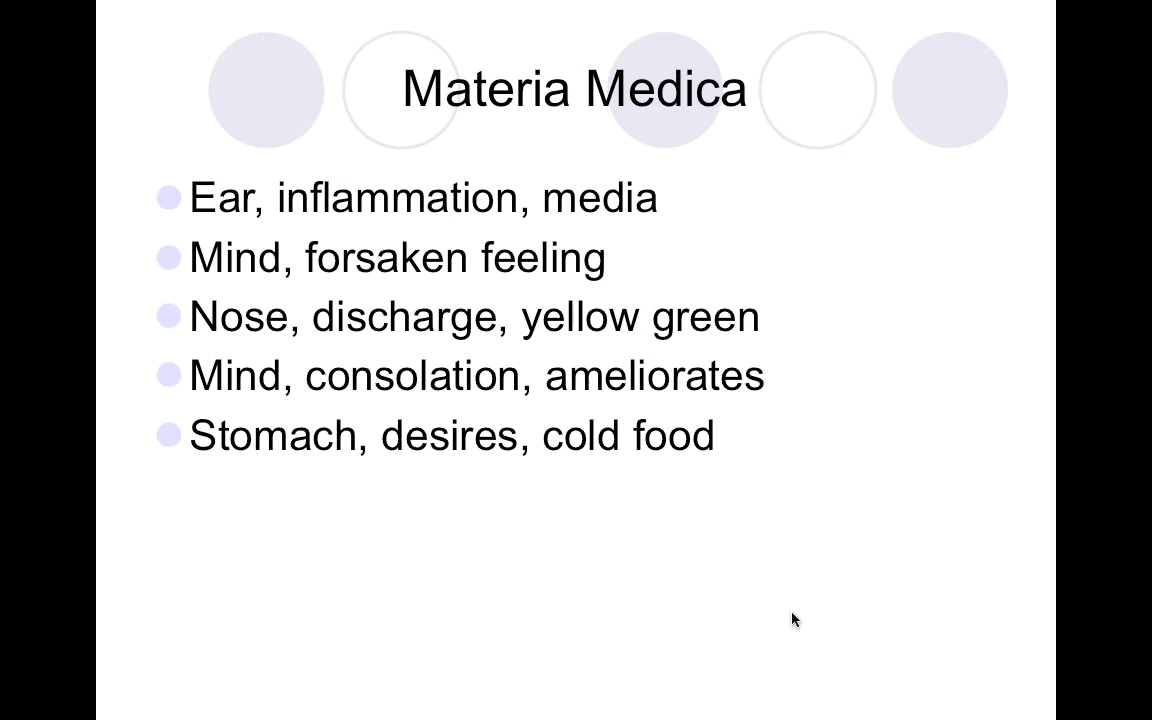 Materia Medica
Ear, inflammation, media
Mind, forsaken feeling
Nose, discharge, yellow green
Mind, consolation, ameliorates
Stomach, desires, cold food